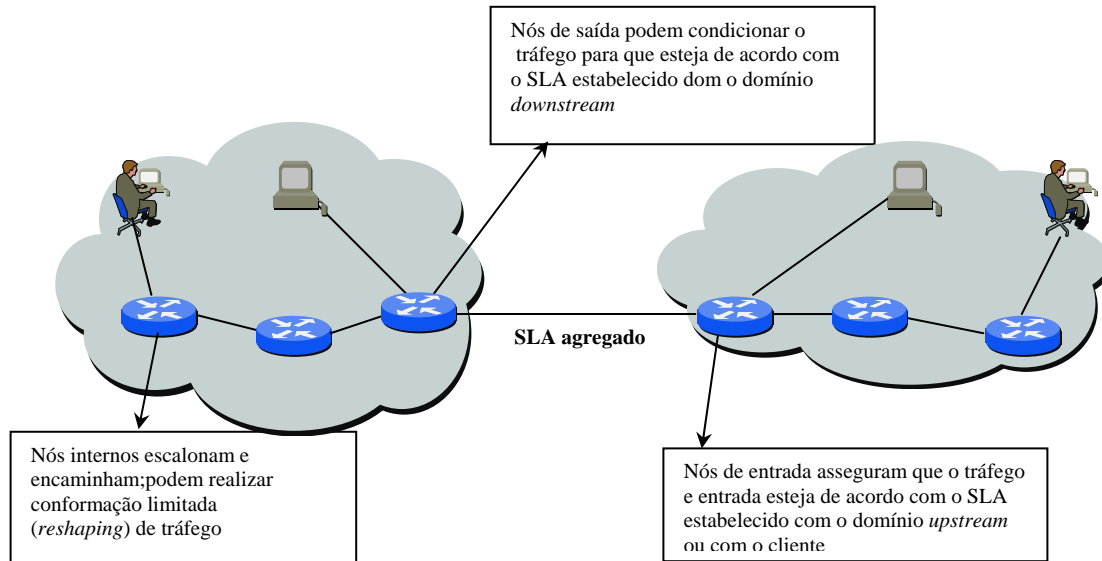 Nós de saída podem condicionar o
tráfego para que esteja de acordo com
o SLA estabelecido dom o domínio
downstream
SLA agregado
Nós internos escalonam e
encaminham;podem realizar
conformação limitada
(reshaping) de tráfego
Nós de entrada asseguram que o tráfego
e entrada esteja de acordo com o SLA
estabelecido com o domínio upstream
ou com o cliente